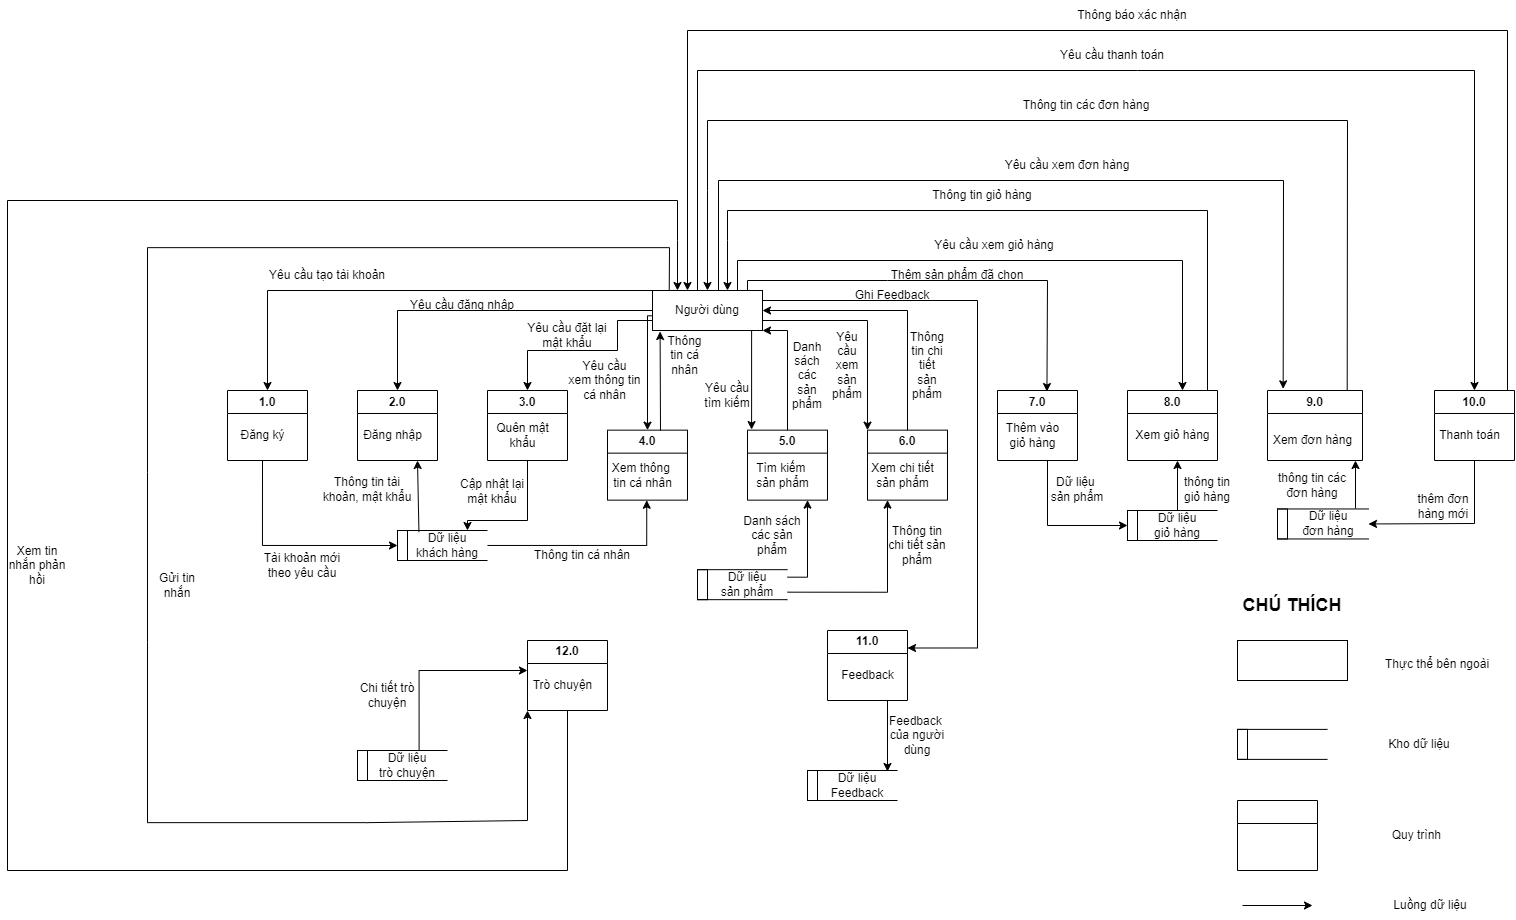 Thông báo xác nhận
Yêu cầu thanh toán
Thông tin các đơn hàng
Yêu cầu xem đơn hàng
Thông tin giỏ hàng
Yêu cầu xem giỏ hàng
Thêm sản phẩm đã chon
Yêu cầu tạo tài khoản
Ghi Feedback
Yêu cầu đăng nhập
Người dùng
Yêu cầu đặt lại
mật khẩu
Thông
tin cá
nhân
Yêu cầu
xem thông tin
cá nhân
Yêu cầu
tìm kiếm
Danh
sách
các
sản
phẩm
Yêu
cầu
xem
sản
phẩm
Thông
tin chi
tiết
sản
phẩm
1.0
Đăng ký
2.0
Đăng nhập
3.0
Quên mật
khẩu
4.0
Xem thông
tin cá nhân
5.0
Tìm kiếm
sản phẩm
6.0
Xem chi tiết
sản phẩm
7.0
Thêm vào
giỏ hàng
8.0
Xem giỏ hàng
9.0
Xem đơn hàng
10.0
Thanh toán
Thông tin tài
khoản, mật khẩu
Cập nhật lại
mật khẩu
Dữ liệu
sản phẩm
thông tin
giỏ hàng
thông tin các
đơn hàng
thêm đơn
hàng mới
Tài khoản mới
theo yêu cầu
Dữ liệu
khách hàng
Thông tin cá nhân
Danh sách
các sản
phẩm
Thông tin
chi tiết sản
phẩm
Dữ liệu
giỏ hàng
Dữ liệu
đơn hàng
Xem tin
nhắn phản
hồi
Gửi tin
nhắn
Dữ liệu
sản phẩm
CHÚ THÍCH
12.0
Trò chuyện
11.0
Feedback
Thực thể bên ngoài
Chi tiết trò
chuyện
Feedback
của người
dùng
Kho dữ liệu
Dữ liệu
trò chuyện
Dữ liệu
Feedback
Quy trình
Luồng dữ liệu